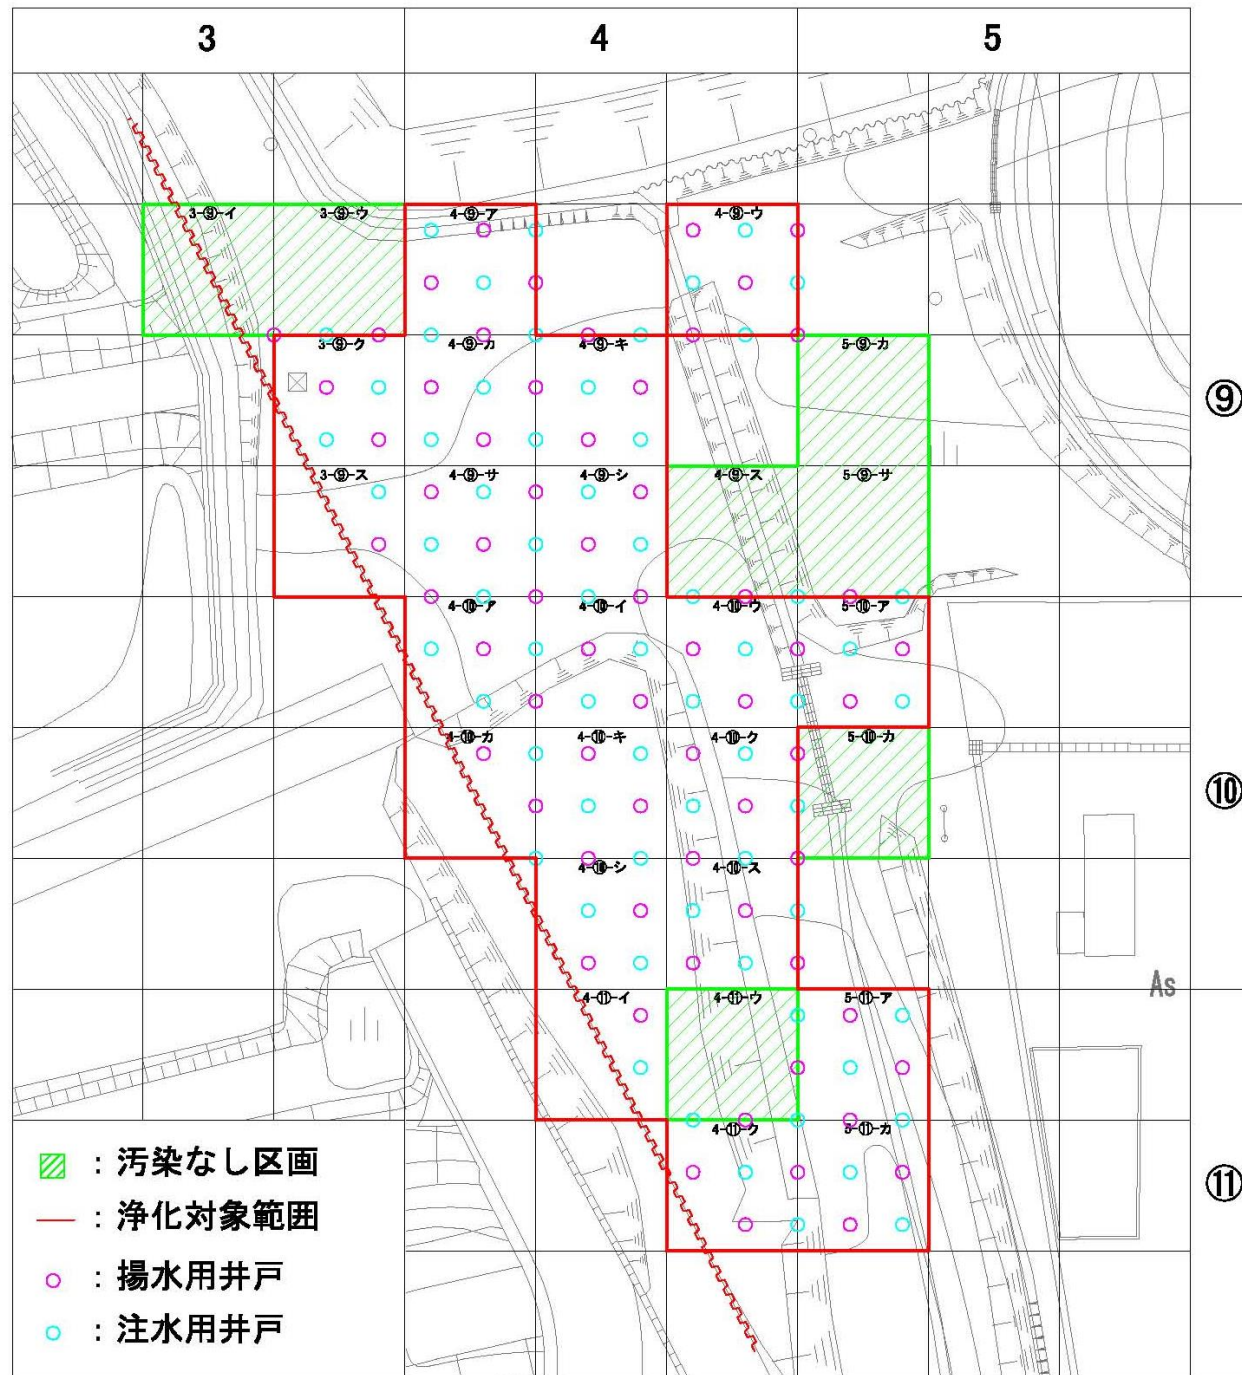 3 4 5
3-⑨-イ 3-⑨-ウ 4-⑨-ア 4-⑨-ウ
3-⑨-ク 4-⑨-カ 4-⑨-キ 5-⑨-カ
⑨
3-⑨-ス 4-⑨-サ 4-⑨-シ 4-⑨-ス 5-⑨-サ
4-⑩-ア 4-⑩-イ 4-⑩-ウ 5-⑩-ア
4-⑩-カ 4-⑩-キ 4-⑩-ク 5-⑩-カ
⑩
4-⑩-シ 4-⑩-ス
As
4-⑪-イ 4-⑪-ウ 5-⑪-ア
4-⑪-ク 5-⑪-カ
⑪
：汚染なし区画
：浄化対象範囲
：揚水用井戸
：注水用井戸